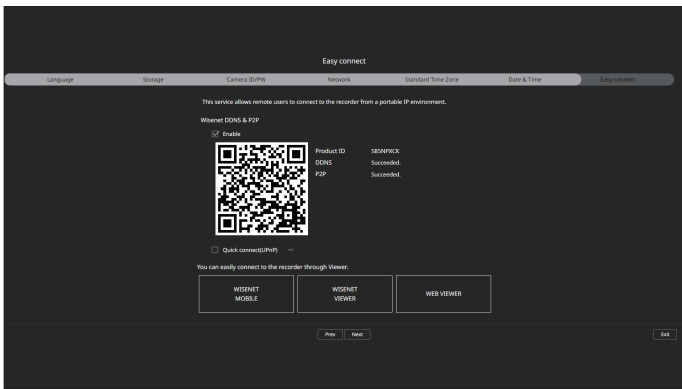 Easy connect
Language Storage Camera ID/PW Network Standard Time Zone Date & Time Easy connect
This service allows remote users to connect to the recorder from a portable IP environment.
Wisenet DDNS & P2P
Enable
Product ID SB5NPXCK
DDNS Succeeded.
P2P Succeeded.
Quick connect(UPnP) --
You can easily connect to the recorder through Viewer.
WISENET
MOBILE
WISENET
VIEWER
WEB VIEWER
Prev Next
Exit